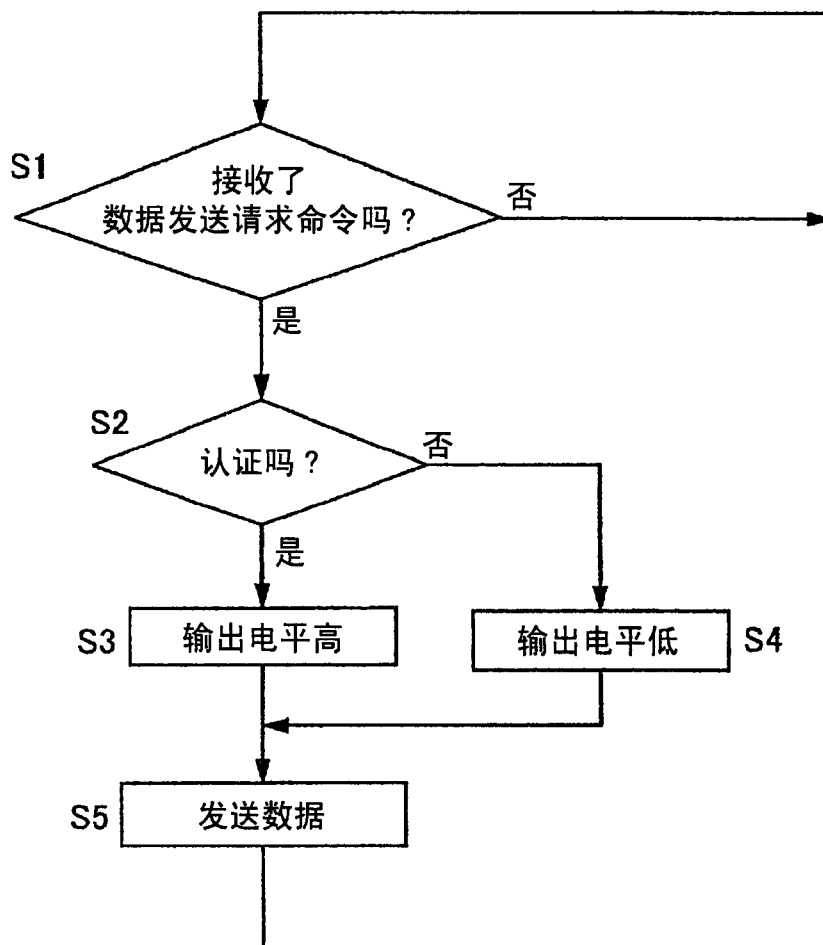 S1
接收了
数据发送请求命令吗?
否
是
S2
认证吗?
否
是
S3
输出电平高
输出电平低
S4
S5
发送数据